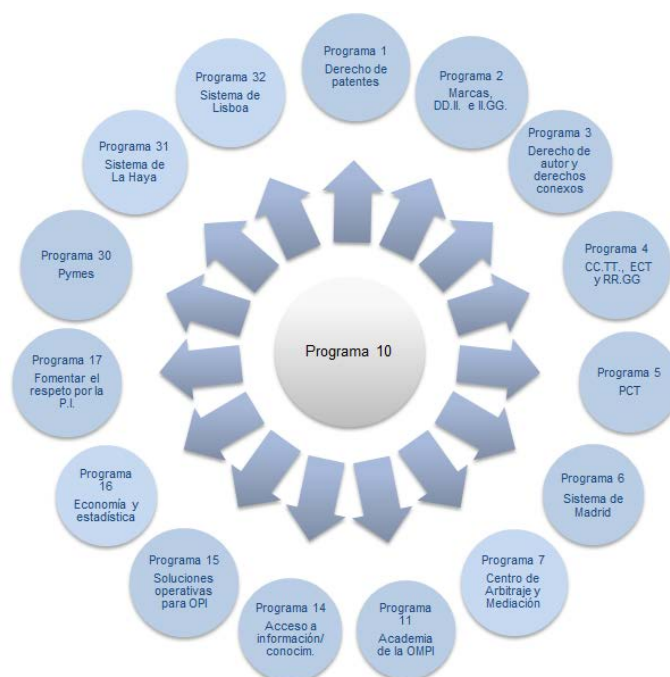 Programa 1
Derecho de
patentes
Programa 2
Marcas,
DD.II. e II.GG.
Programa 3
Derecho de
autor y
derechos
conexos
Programa 4
CC.TT., ECT
y RR.GG
Programa 5
PCT
Programa 6
Sistema de
Madrid
Programa 7
Centro de
Arbitraje y
Mediación
Programa
11
Academia
de la OMPI
Programa 14
Acceso a
información/
conocim.
Programa 15
Soluciones
operativas
para OPI
Programa
16
Economía y
estadística
Programa 17
Fomentar el
respeto por la
P.I.
Programa 30
Pymes
Programa 31
Sistema de
La Haya
Programa 32
Sistema de
Lisboa
Programa 10